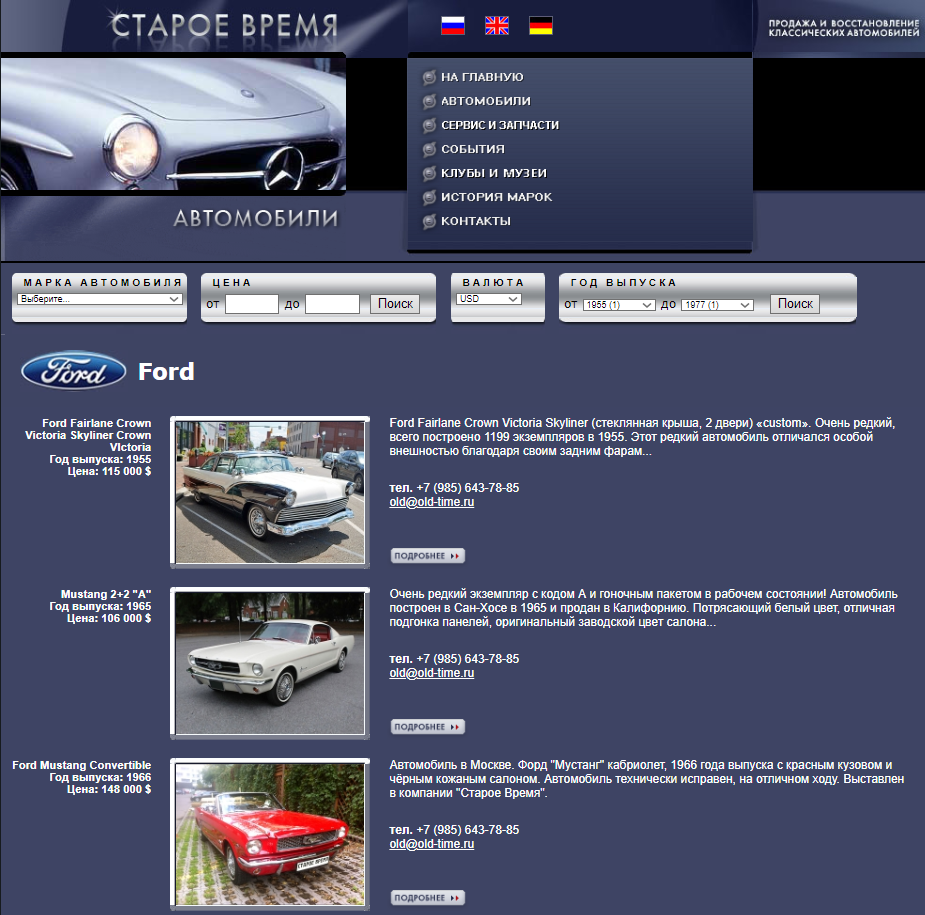 СТАРОЕ ВРЕМЯ
ПРОДАЖА И ВОССТАНОВЛЕНИЕ
КЛАССИЧЕСКИХ АВТОМОБИЛЕЙ
НА ГЛАВНУЮ
АВТОМОБИЛИ
СЕРВИС И ЗАПЧАСТИ
СОБЫТИЯ
КЛУБЫ И МУЗЕИ
ИСТОРИЯ МАРОК
КОНТАКТЫ
АВТОМОБИЛИ
МАРКА АВТОМОБИЛЯ
Выберите...
ЦЕНА
от до Поиск
ВАЛЮТА
USD
ГОД ВЫПУСКА
от 1955 (1) до 1977 (1) Поиск
Ford Ford
Ford Fairlane Crown
Victoria Skyliner Crown
VIctoria
Год выпуска: 1955
Цена: 115 000 $
Ford Fairlane Crown Victoria Skyliner (стеклянная крыша, 2 двери) «custom». Очень редкий,
всего построено 1199 экземпляров в 1955. Этот редкий автомобиль отличался особой
внешностью благодаря своим задним фарам...
тел. +7 (985) 643-78-85
old@old-time.ru
ПОДРОБНЕЕ
Mustang 2+2 "A"
Год выпуска: 1965
Цена: 106 000 $
Очень редкий экземпляр с кодом А и гоночным пакетом в рабочем состоянии! Автомобиль
построен в Сан-Хосе в 1965 и продан в Калифорнию. Потрясающий белый цвет, отличная
подгонка панелей, оригинальный заводской цвет салона...
тел. +7 (985) 643-78-85
old@old-time.ru
ПОДРОБНЕЕ
Ford Mustang Convertible
Год выпуска: 1966
Цена: 148 000 $
Автомобиль в Москве. Форд "Мустанг" кабриолет, 1966 года выпуска с красным кузовом и
чёрным кожаным салоном. Автомобиль технически исправен, на отличном ходу. Выставлен
в компании "Старое Время".
СТАРОЕ ВРЕМЯ
тел. +7 (985) 643-78-85
old@old-time.ru
ПОДРОБНЕЕ